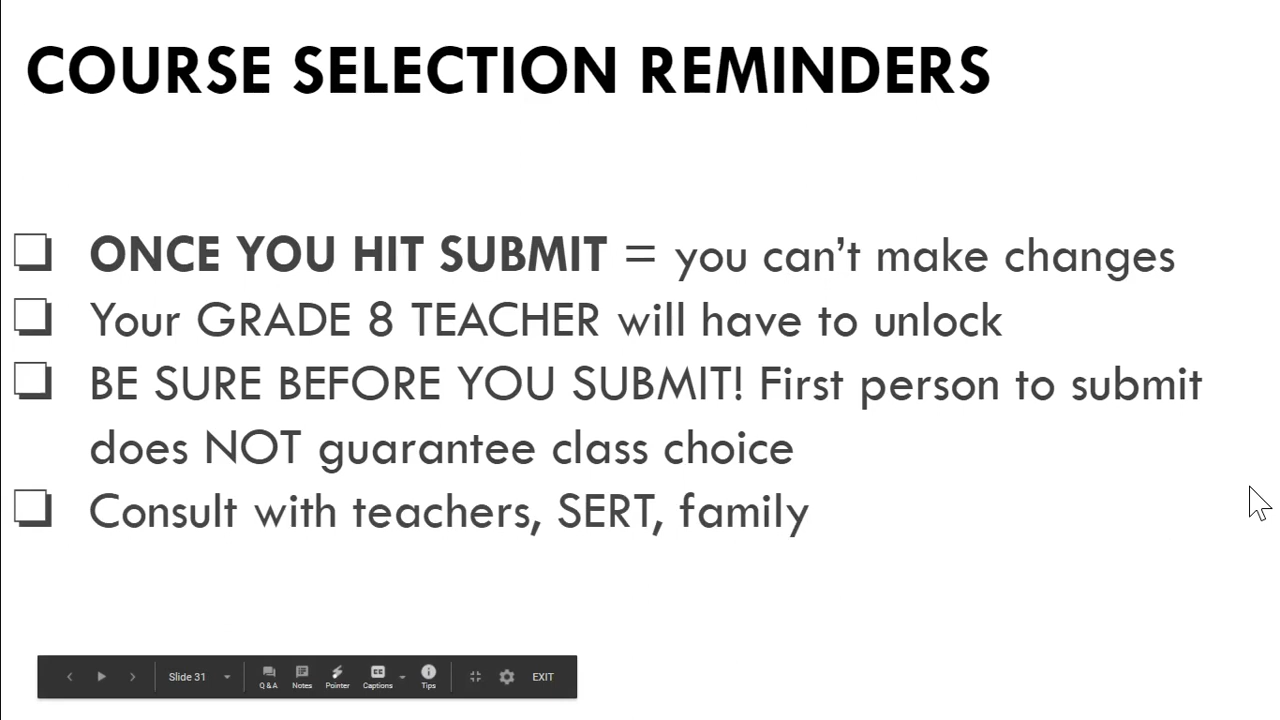 COURSE SELECTION REMINDERS
ONCE YOU HIT SUBMIT = you can't make changes
Your GRADE 8 TEACHER will have to unlock
BE SURE BEFORE YOU SUBMIT! First person to submit
does NOT guarantee class choice
Consult with teachers, SERT, family
Slide 31 Q & A Notes Pointer Captions Tips EXIT